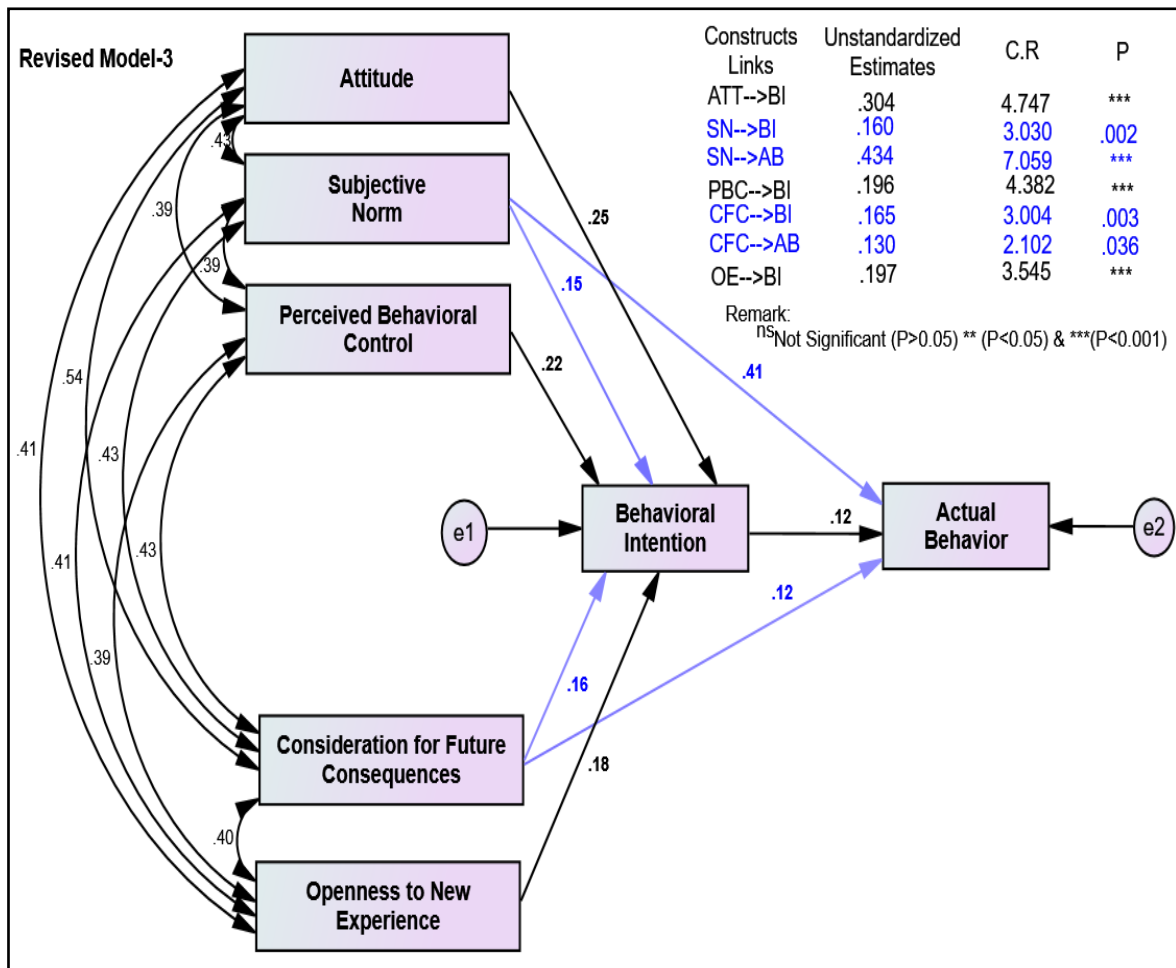 Revised Model-3
Attitude
Subjective
Norm
Perceived Behavioral
Control
Consideration for Future
Consequences
Openness to New
Experience
Behavioral
Intention
Actual
Behavior
e1
e2
.43
.39
.39
.54
.41
.43
.41
.43
.39
.40
.25
.15
.22
.41
.12
.12
.16
.18
Constructs Links Unstandardized Estimates C.R P
ATT-->BI .304 4.747 ***
SN-->BI .160 3.030 .002
SN-->AB .434 7.059 ***
PBC-->BI .196 4.382 ***
CFC-->BI .165 3.004 .003
CFC-->AB .130 2.102 .036
OE-->BI .197 3.545 ***
Remark:
nsNot Significant (P>0.05) ** (P<0.05) & ***(P<0.001)